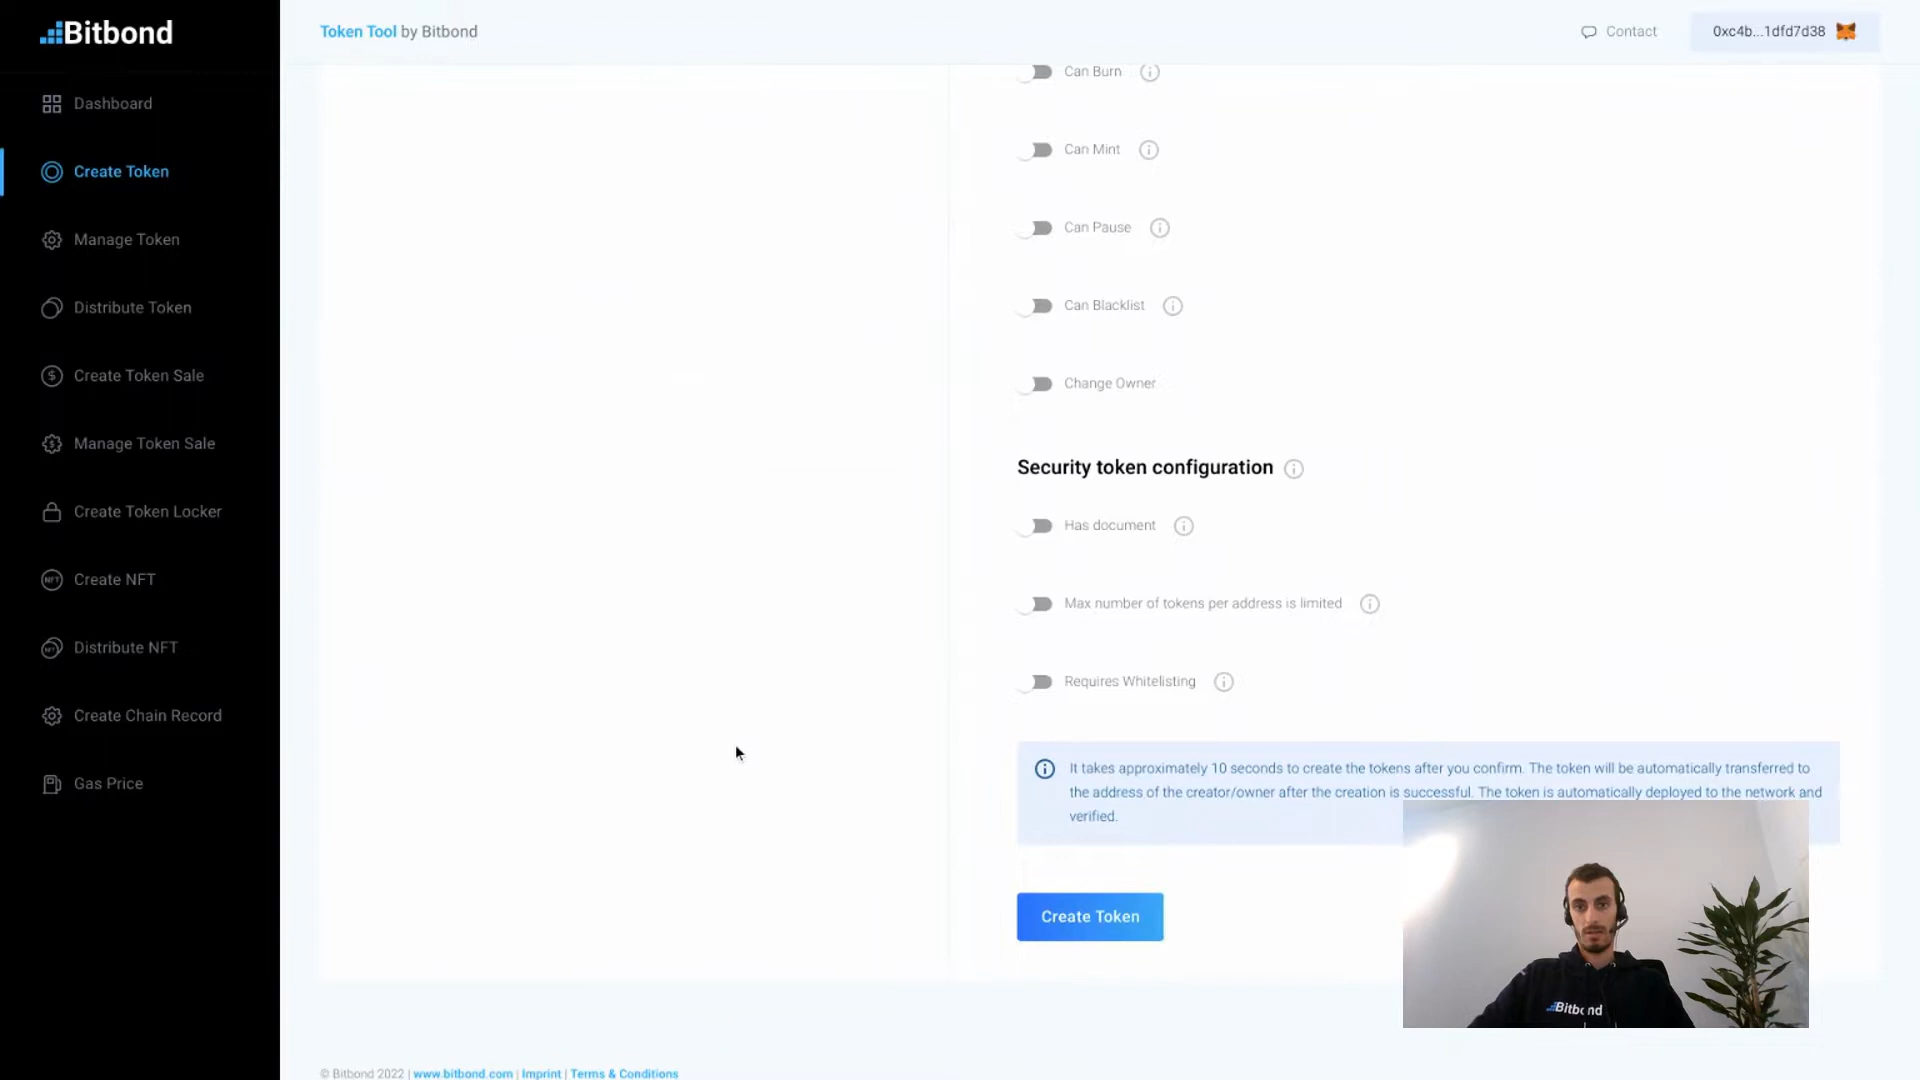 Bitbond
Token Tool by Bitbond
Contact
0xc4b...1dfd7d38
Dashboard
Create Token
Manage Token
Distribute Token
Create Token Sale
Manage Token Sale
Create Token Locker
Create NFT
Distribute NFT
Create Chain Record
Gas Price
Can Burn
Can Mint
Can Pause
Can Blacklist
Change Owner
Security token configuration
Has document
Max number of tokens per address is limited
Requires Whitelisting
It takes approximately 10 seconds to create the tokens after you confirm. The token will be automatically transferred to
the address of the creator/owner after the creation is successful. The token is automatically deployed to the network and
verified.
Create Token
Bitbond
© Bitbond 2022 | www.bitbond.com | Imprint | Terms & Conditions